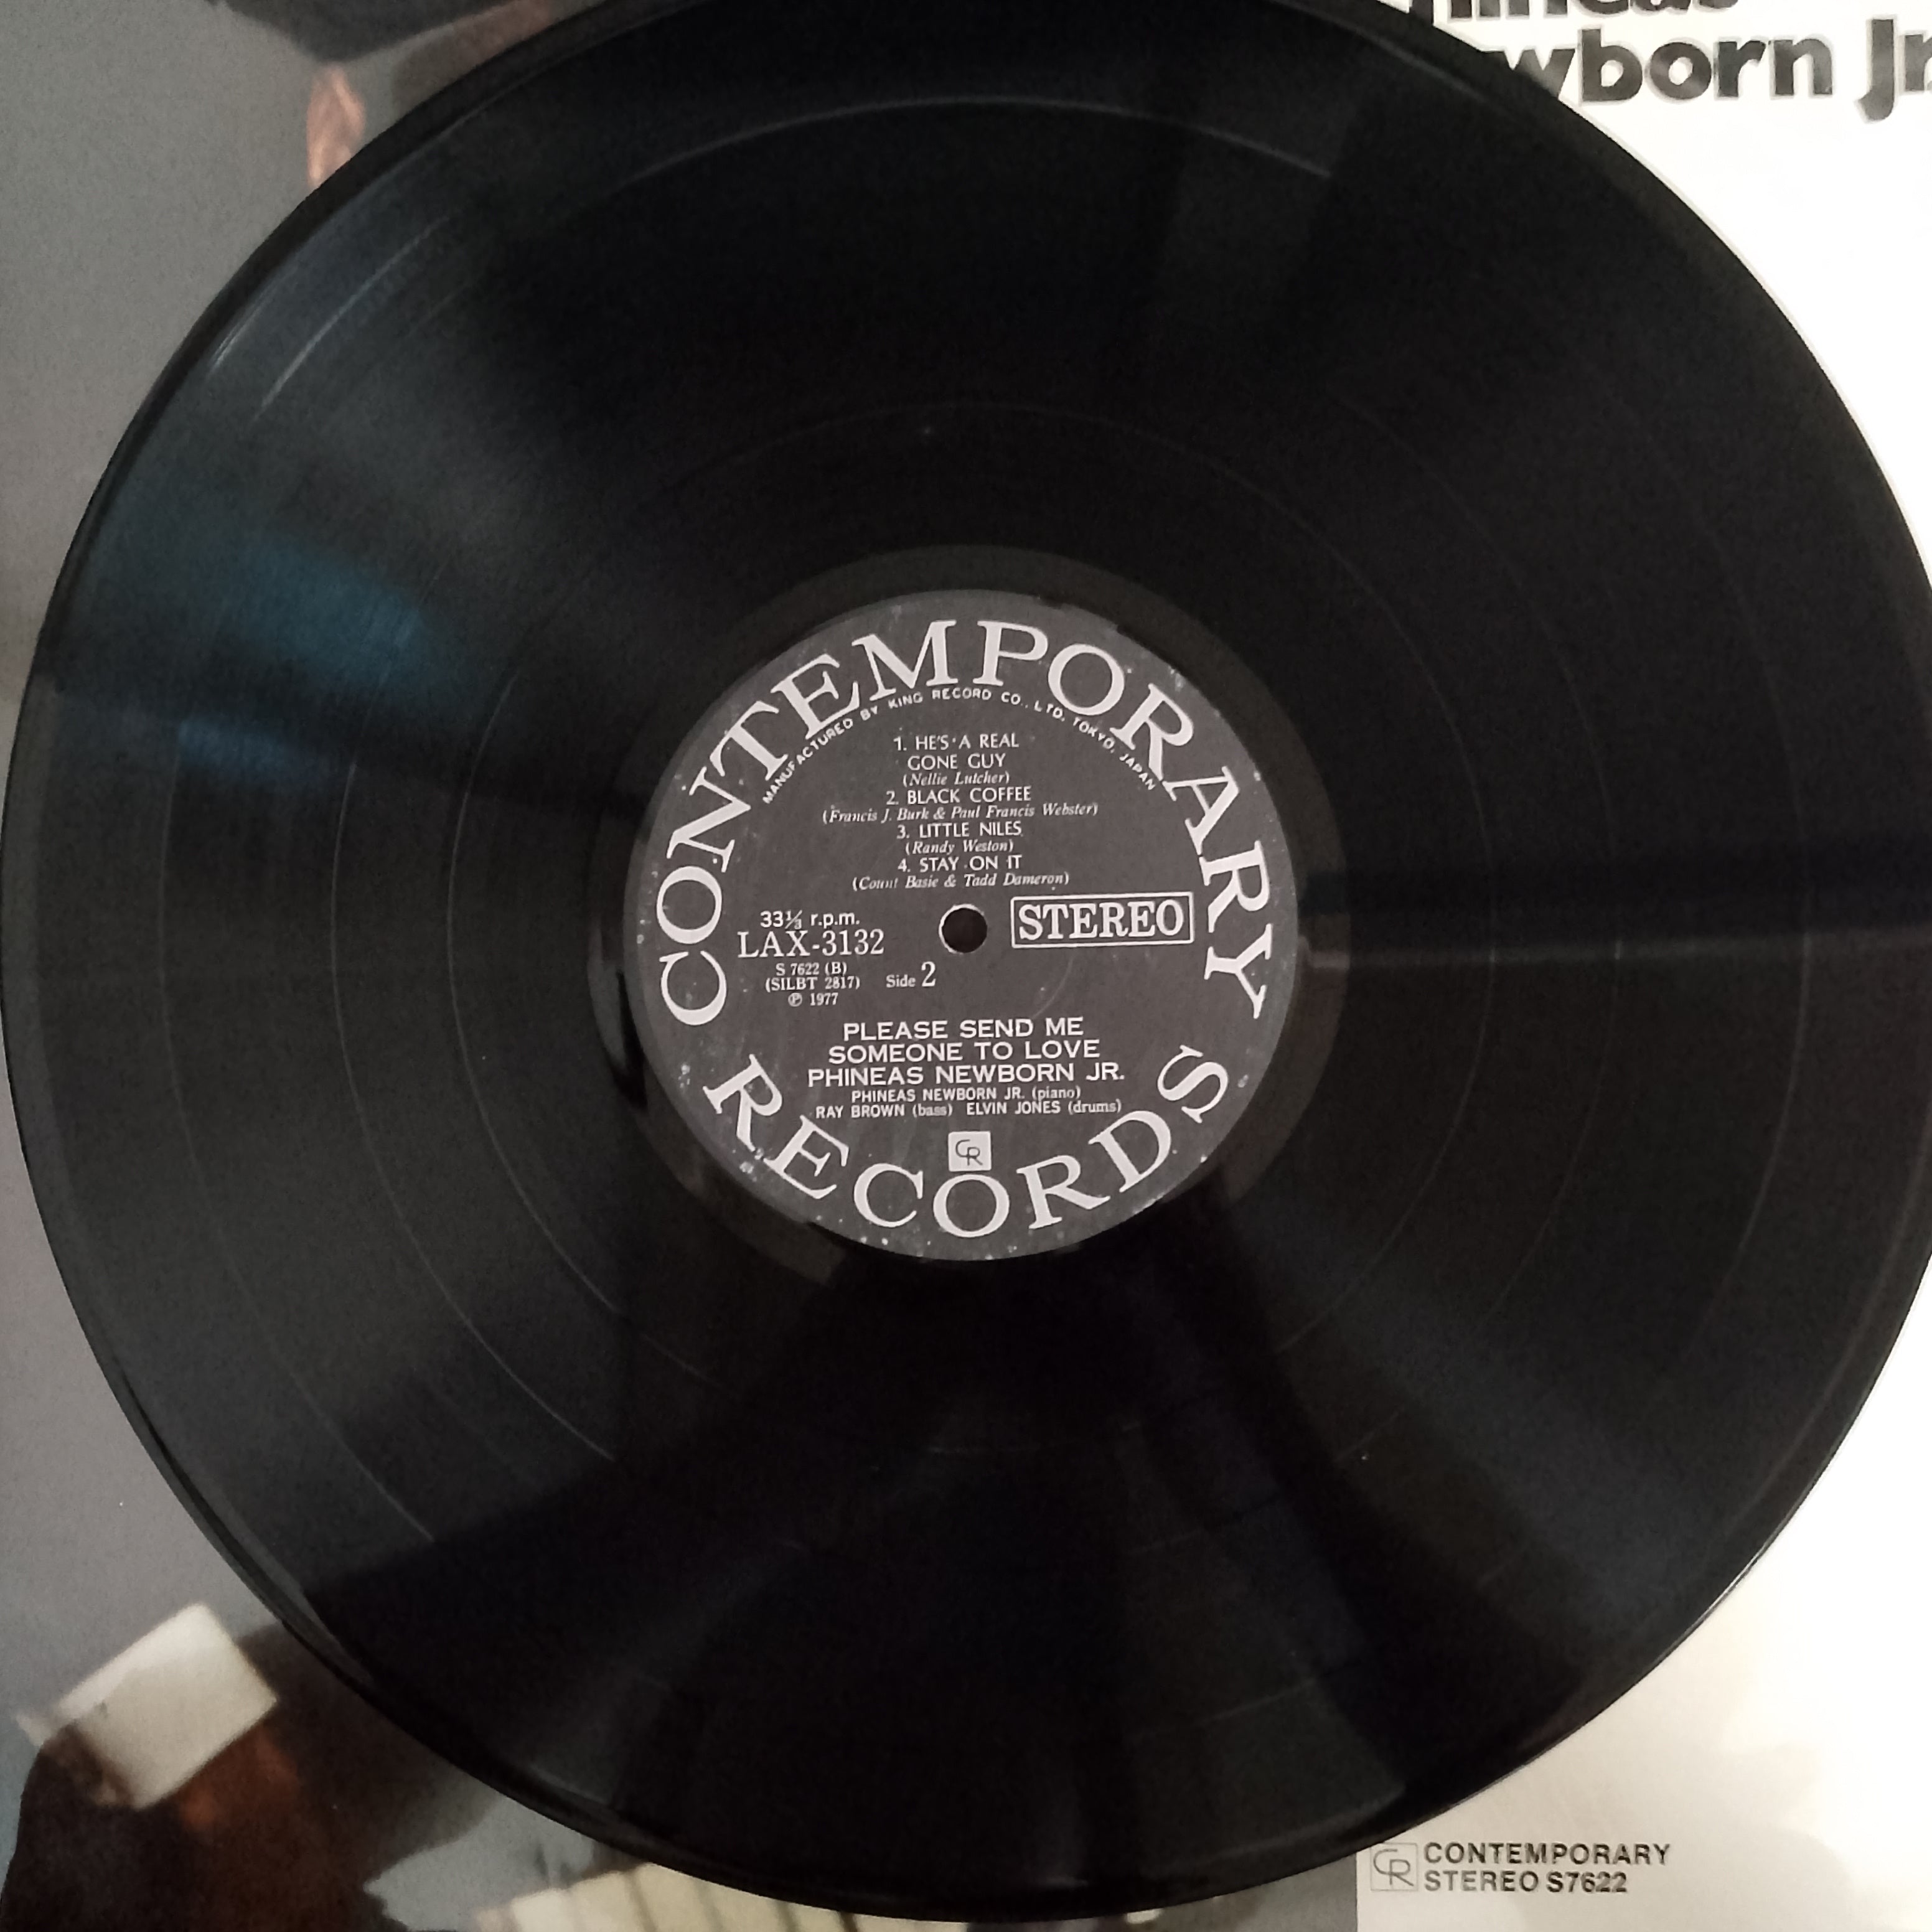 wborn Jr.
CONTEMPORARY
MANUFACTURED BY KING RECORD CO., LTD, TOKYO, JAPAN
1. HE'S A REAL
GONE GUY
(Nellie Lutcher)
2. BLACK COFFEE
(Francis J. Burk & Paul Francis Webster)
3. LITTLE NILES
(Randy Weston)
4. STAY ON IT
(Count Basie & Tadd Dameron)
33⅓ r.p.m.
LAX-3132
STEREO
S 7622 (B)
(SILBT 2817)
Side 2
℗ 1977
PLEASE SEND ME
SOMEONE TO LOVE
PHINEAS NEWBORN JR.
PHINEAS NEWBORN JR. (piano)
RAY BROWN (bass) ELVIN JONES (drums)
CR
RECORDS
CR CONTEMPORARY
STEREO S7622